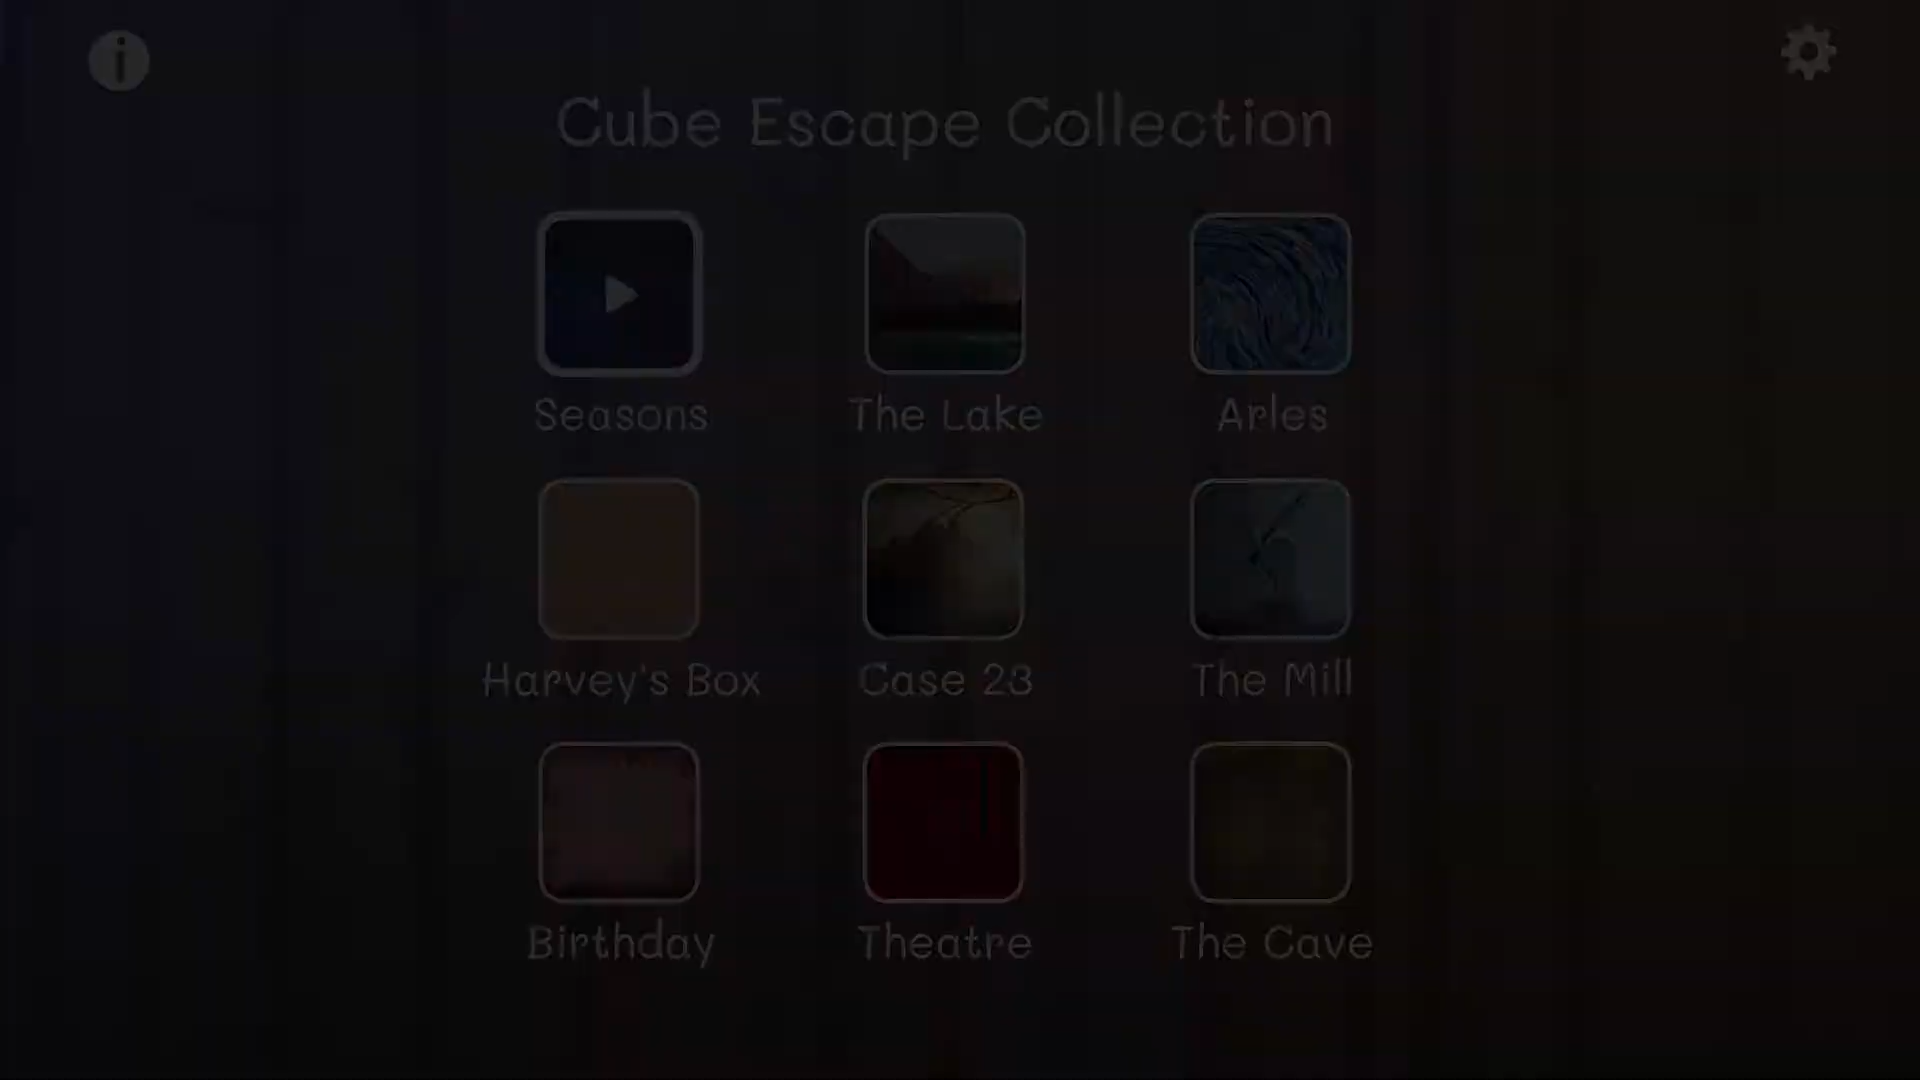 Cube Escape Collection
Seasons
The Lake
Arles
Harvey's Box
Case 23
The Mill
Birthday
Theatre
The Cave